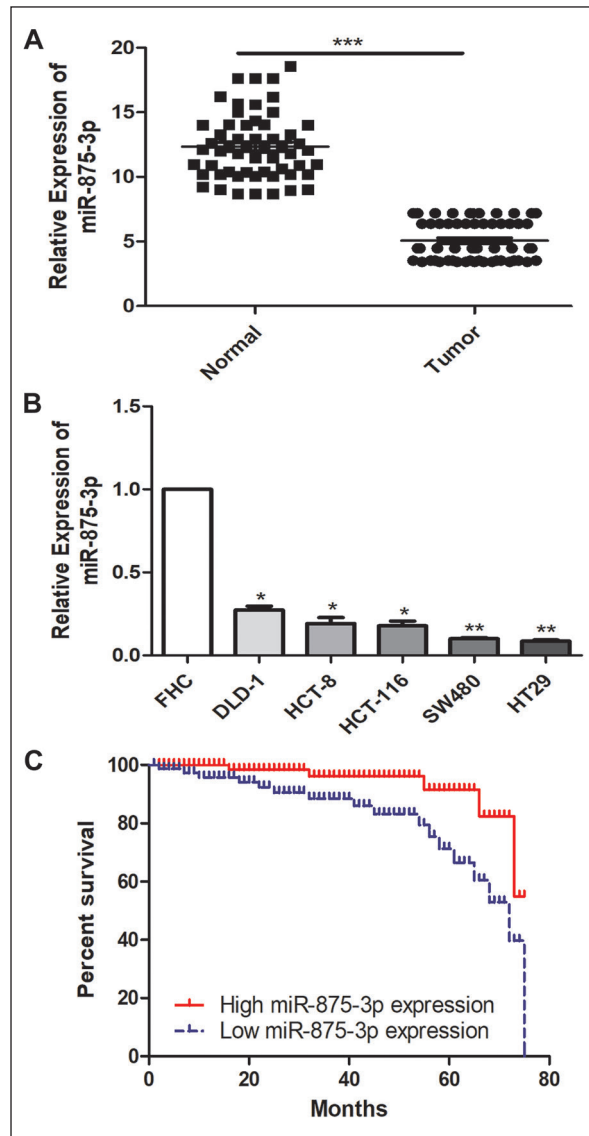 A
Relative Expression of
miR-875-3p
20
15
10
5
0
***
Normal
Tumor
B
Relative Expression of
miR-875-3p
1.5
1.0
0.5
0.0
*
*
*
**
**
FHC
DLD-1
HCT-8
HCT-116
SW480
HT29
C
Percent survival
100
80
60
40
20
0
High miR-875-3p expression
Low miR-875-3p expression
0 20 40 60 80
Months